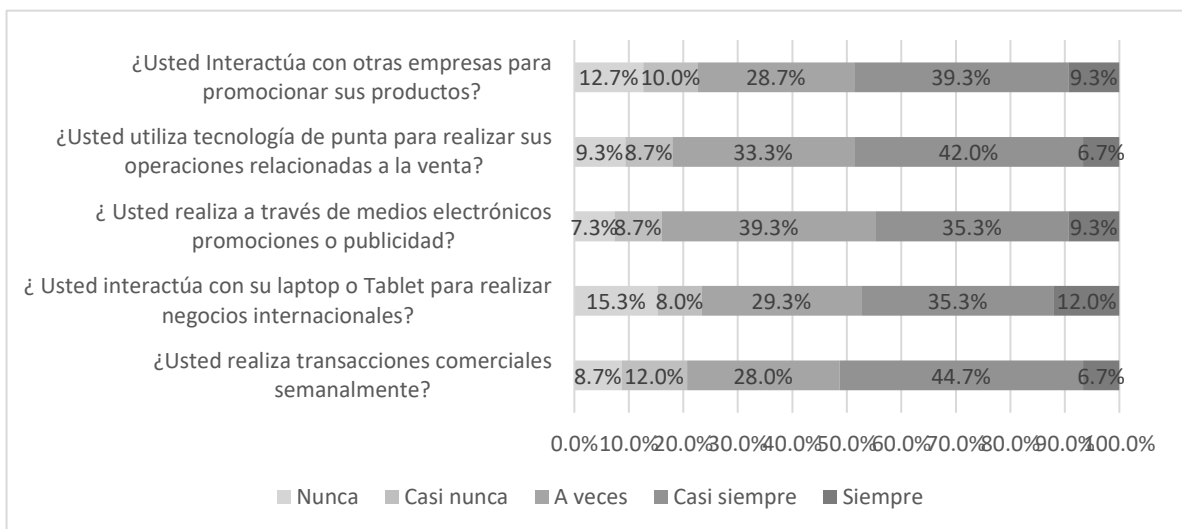 ¿Usted Interactúa con otras empresas para
promocionar sus productos?
12.7% 10.0% 28.7% 39.3% 9.3%
¿Usted utiliza tecnología de punta para realizar sus
operaciones relacionadas a la venta?
9.3% 8.7% 33.3% 42.0% 6.7%
¿ Usted realiza a través de medios electrónicos
promociones o publicidad?
7.3% 8.7% 39.3% 35.3% 9.3%
¿ Usted interactúa con su laptop o Tablet para realizar
negocios internacionales?
15.3% 8.0% 29.3% 35.3% 12.0%
¿Usted realiza transacciones comerciales
semanalmente?
8.7% 12.0% 28.0% 44.7% 6.7%
0.0% 10.0% 20.0% 30.0% 40.0% 50.0% 60.0% 70.0% 80.0% 90.0% 100.0%
Nunca Casi nunca A veces Casi siempre Siempre